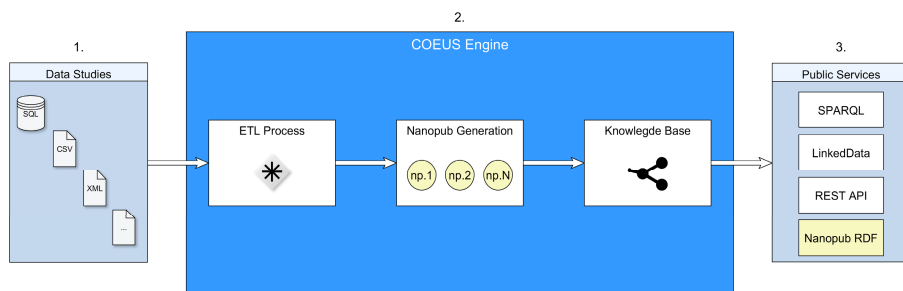 1.
Data Studies
SQL
CSV
XML
...
2.
COEUS Engine
ETL Process
Nanopub Generation
np.1 np.2 np.N
Knowlegde Base
3.
Public Services
SPARQL
LinkedData
REST API
Nanopub RDF